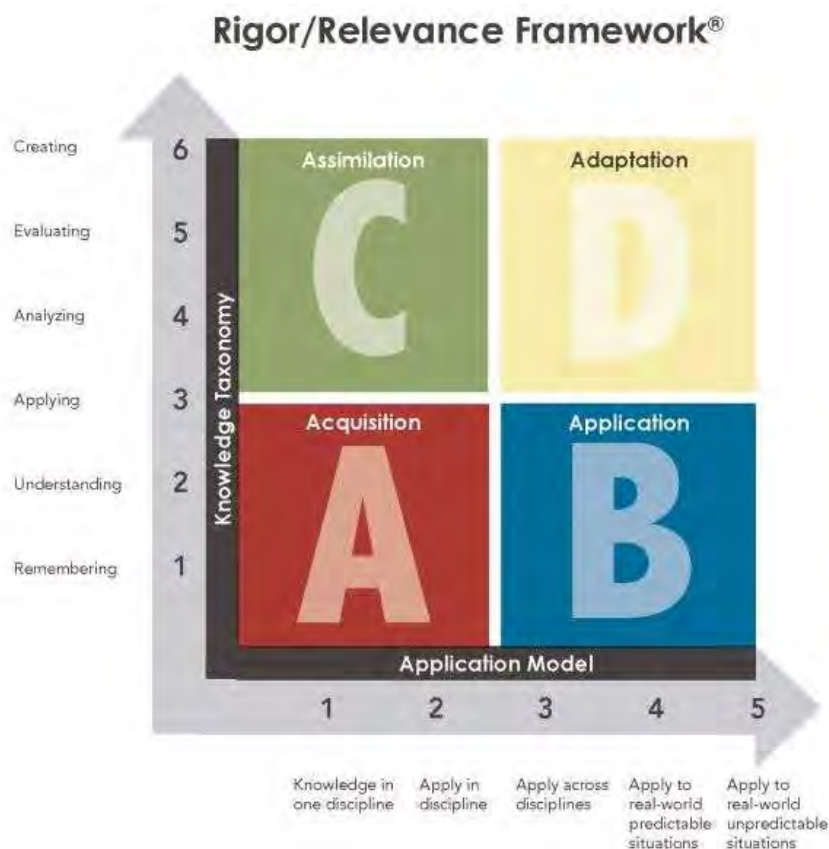 Rigor/Relevance Framework®
Creating
6
Evaluating
5
Analyzing
4
Applying
3
Understanding
2
Remembering
1
Knowledge Taxonomy
Assimilation
C
Adaptation
D
Acquisition
A
Application
B
Application Model
1 2 3 4 5
Knowledge in
one discipline
Apply in
discipline
Apply across
disciplines
Apply to
real-world
predictable
situations
Apply to
real-world
unpredictable
situations